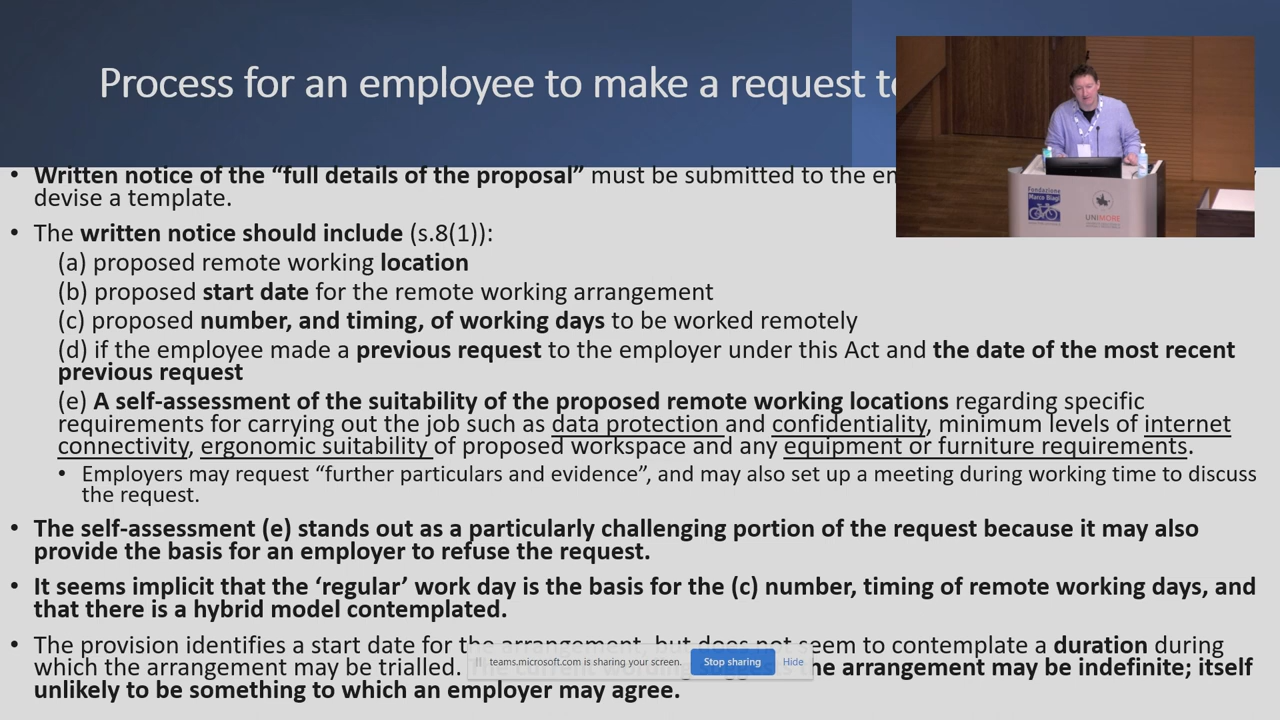 Process for an employee to make a request
Written notice of the “full details of the proposal” must be submitted to the
devise a template.
• The written notice should include (s.8(1)):
(a) proposed remote working location
(b) proposed start date for the remote working arrangement
(c) proposed number, and timing, of working days to be worked remotely
(d) if the employee made a previous request to the employer under this Act and the date of the most recent
previous request
(e) A self-assessment of the suitability of the proposed remote working locations regarding specific
requirements for carrying out the job such as data protection and confidentiality, minimum levels of internet
connectivity, ergonomic suitability of proposed workspace and any equipment or furniture requirements.
• Employers may request “further particulars and evidence”, and may also set up a meeting during working time to discuss
the request.
• The self-assessment (e) stands out as a particularly challenging portion of the request because it may also
provide the basis for an employer to refuse the request.
• It seems implicit that the ‘regular’ work day is the basis for the (c) number, timing of remote working days, and
that there is a hybrid model contemplated.
• The provision identifies a start date for the arrangement, but does not seem to contemplate a duration during
which the arrangement may be trialled. the arrangement may be indefinite; itself
unlikely to be something to which an employer may agree.
teams.microsoft.com is sharing your screen.
Stop sharing
Hide
Fondazione
Marco Biagi
UNIMORE